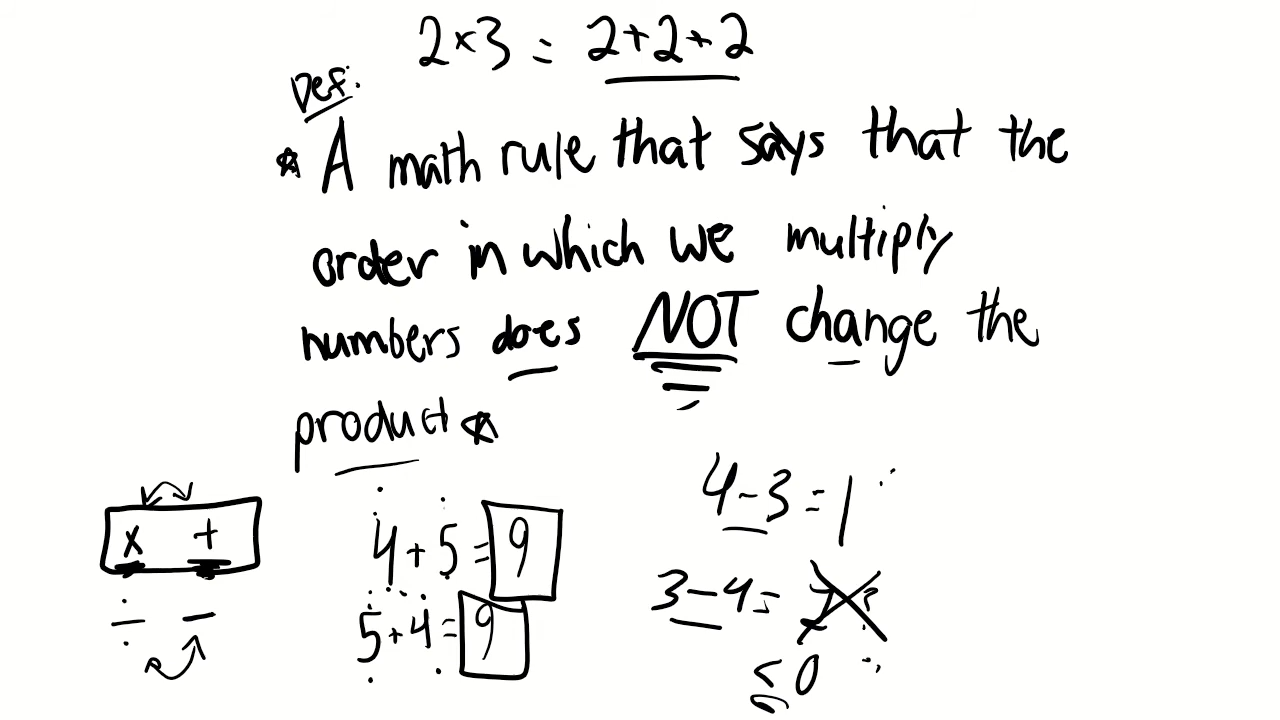 2×3 = 2+2+2
Def:
A math rule that says that the
order in which we multiply
numbers does NOT change the
product
4-3=1
x +
4+5=9
÷ -
3-4=
5+4=9
<0